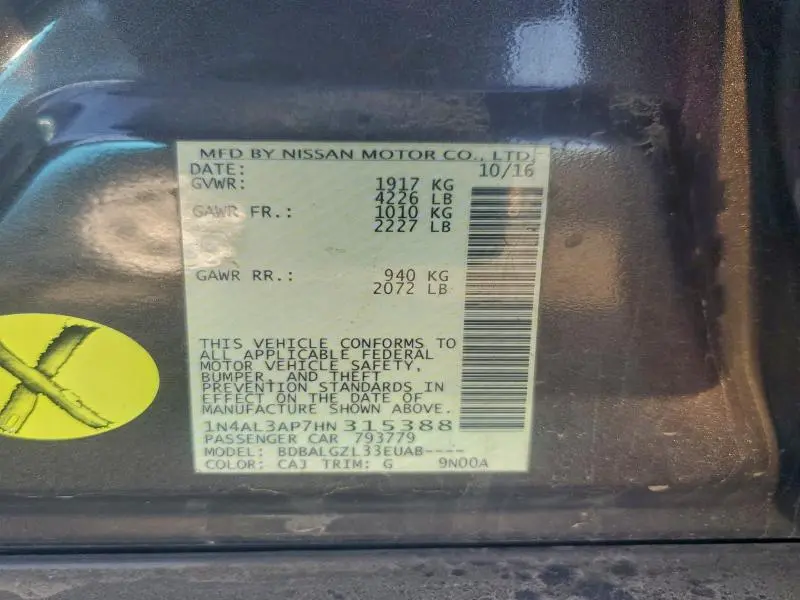 MFD BY NISSAN MOTOR CO., LTD.
DATE: 10/16
GVWR: 1917 KG
4226 LB
GAWR FR.: 1010 KG
2227 LB
GAWR RR.: 940 KG
2072 LB
THIS VEHICLE CONFORMS TO
ALL APPLICABLE FEDERAL
MOTOR VEHICLE SAFETY,
BUMPER, AND THEFT
PREVENTION STANDARDS IN
EFFECT ON THE DATE OF
MANUFACTURE SHOWN ABOVE.
1N4AL3AP7HN 315388
PASSENGER CAR 793779
MODEL: BDBALGZL33EUAB----
COLOR: CAJ TRIM: G 9N00A